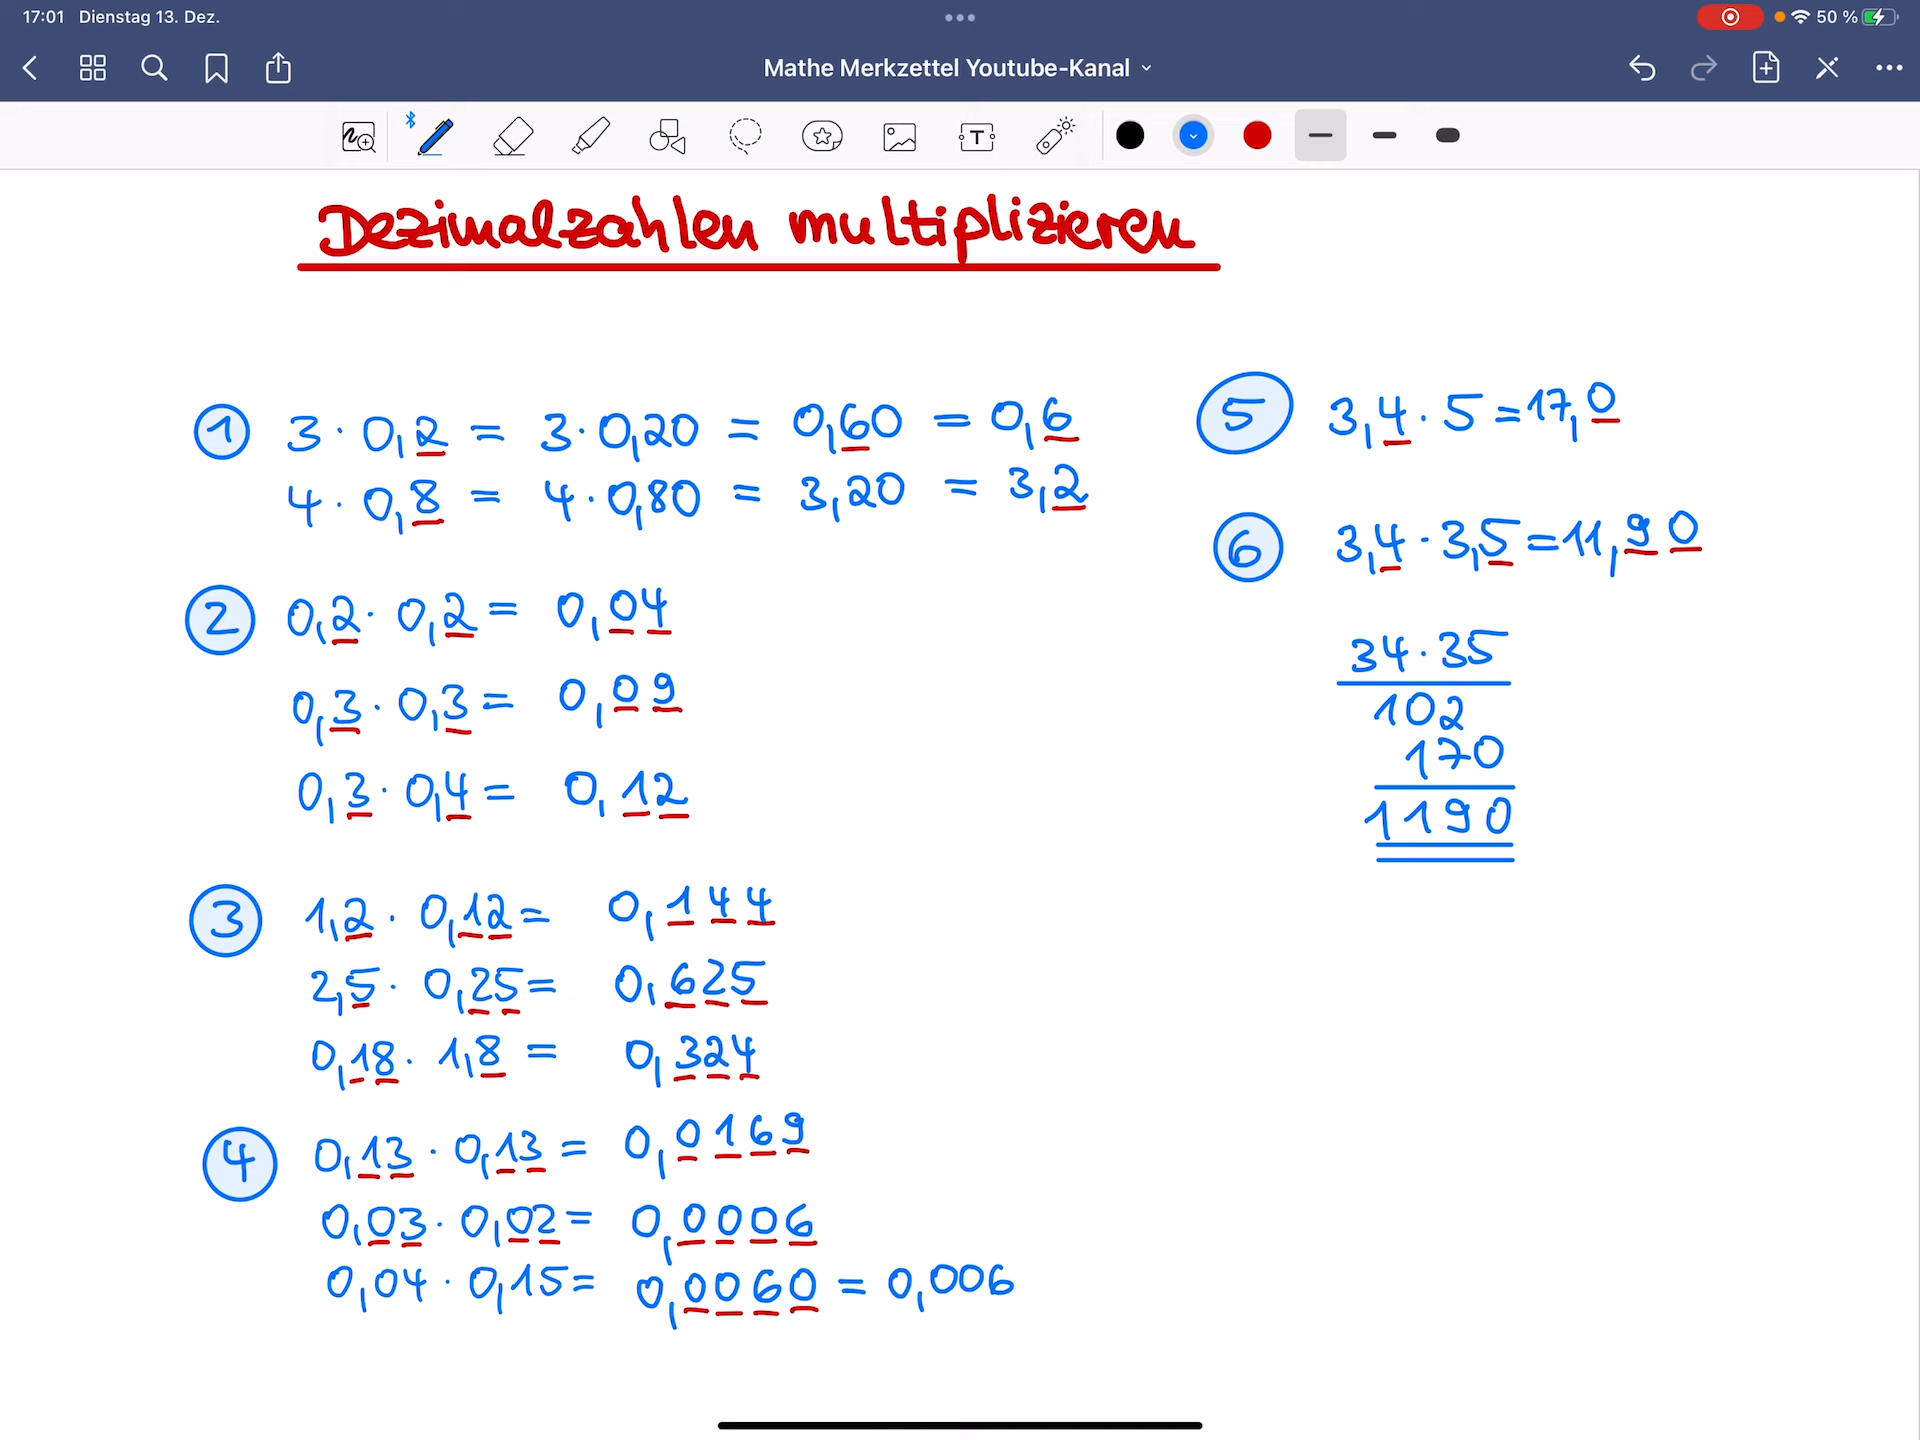 17:01 Dienstag 13. Dez.
50 %
Mathe Merkzettel Youtube-Kanal
T
Dezimalzahlen multiplizieren
1 3 · 0,2 = 3 · 0,20 = 0,60 = 0,6
4 · 0,8 = 4 · 0,80 = 3,20 = 3,2
2 0,2 · 0,2 = 0,04
0,3 · 0,3 = 0,09
0,3 · 0,4 = 0,12
3 1,2 · 0,12 = 0,144
2,5 · 0,25 = 0,625
0,18 · 1,8 = 0,324
4 0,13 · 0,13 = 0,0169
0,03 · 0,02 = 0,0006
0,04 · 0,15 = 0,0060 = 0,006
5 3,4 · 5 = 17,0
6 3,4 · 3,5 = 11,90
34 · 35
102
170
1190